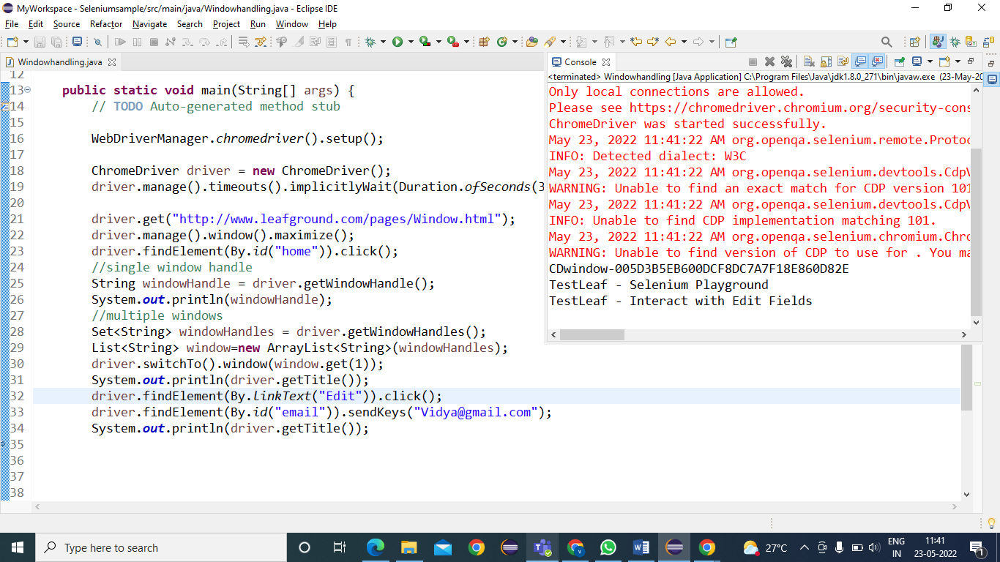 MyWorkspace - Seleniumsample/src/main/java/Windowhandling.java - Eclipse IDE
File Edit Source Refactor Navigate Search Project Run Window Help
Windowhandling.java
12
13 public static void main(String[] args) {
14 // TODO Auto-generated method stub
15
16 WebDriverManager.chromedriver().setup();
17
18 ChromeDriver driver = new ChromeDriver();
19 driver.manage().timeouts().implicitlyWait(Duration.ofSeconds(3
20
21 driver.get("http://www.leafground.com/pages/Window.html");
22 driver.manage().window().maximize();
23 driver.findElement(By.id("home")).click();
24 //single window handle
25 String windowHandle = driver.getWindowHandle();
26 System.out.println(windowHandle);
27 //multiple windows
28 Set<String> windowHandles = driver.getWindowHandles();
29 List<String> window=new ArrayList<String>(windowHandles);
30 driver.switchTo().window(window.get(1));
31 System.out.println(driver.getTitle());
32 driver.findElement(By.linkText("Edit")).click();
33 driver.findElement(By.id("email")).sendKeys("Vidya@gmail.com");
34 System.out.println(driver.getTitle());
35
36
37
38
Console
<terminated> Windowhandling [Java Application] C:\Program Files\Java\jdk1.8.0_271\bin\javaw.exe (23-May-20
Only local connections are allowed.
Please see https://chromedriver.chromium.org/security-cons
ChromeDriver was started successfully.
May 23, 2022 11:41:22 AM org.openqa.selenium.remote.Protoc
INFO: Detected dialect: W3C
May 23, 2022 11:41:22 AM org.openqa.selenium.devtools.CdpV
WARNING: Unable to find an exact match for CDP version 101
May 23, 2022 11:41:22 AM org.openqa.selenium.devtools.CdpV
INFO: Unable to find CDP implementation matching 101.
May 23, 2022 11:41:22 AM org.openqa.selenium.chromium.Chro
WARNING: Unable to find version of CDP to use for . You ma
CDwindow-005D3B5EB600DCF8DC7A7F18E860D82E
TestLeaf - Selenium Playground
TestLeaf - Interact with Edit Fields
Type here to search
27°C
ENG
IN
11:41
23-05-2022
1